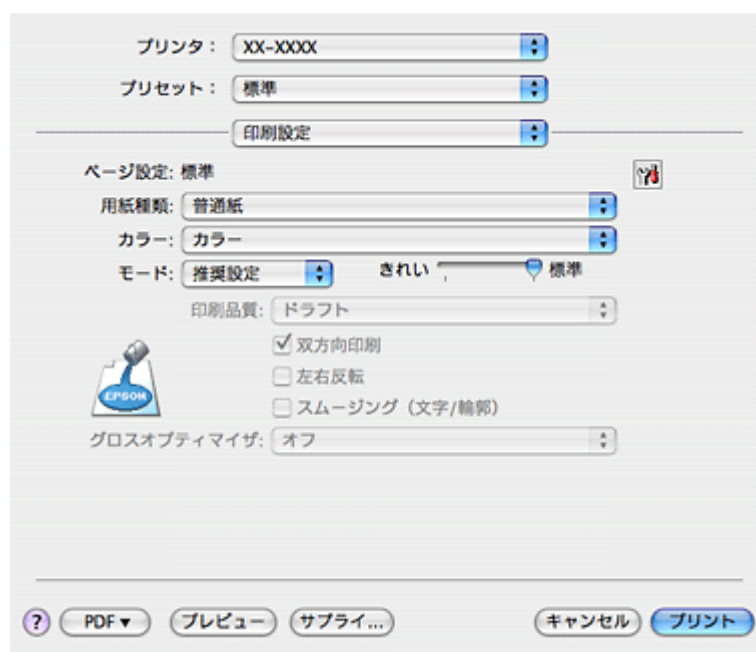 プリンタ： XX-XXXX
プリセット： 標準
印刷設定
ページ設定: 標準
用紙種類: 普通紙
カラー: カラー
モード: 推奨設定 きれい 標準
印刷品質: ドラフト
双方向印刷
左右反転
スムージング（文字/輪郭）
EPSON
グロスオプティマイザ: オフ
? PDF▼ プレビュー サプライ... キャンセル プリント